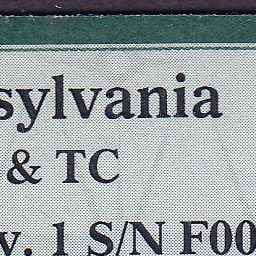 sylvania
& TC
v. 1 S/N F00